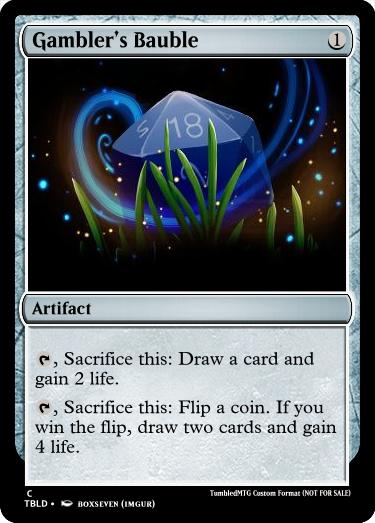 Gambler's Bauble 1
18
Artifact
, Sacrifice this: Draw a card and
gain 2 life.
, Sacrifice this: Flip a coin. If you
win the flip, draw two cards and gain
4 life.
C
TBLD • BOXSEVEN (IMGUR)
TumbledMTG Custom Format (NOT FOR SALE)